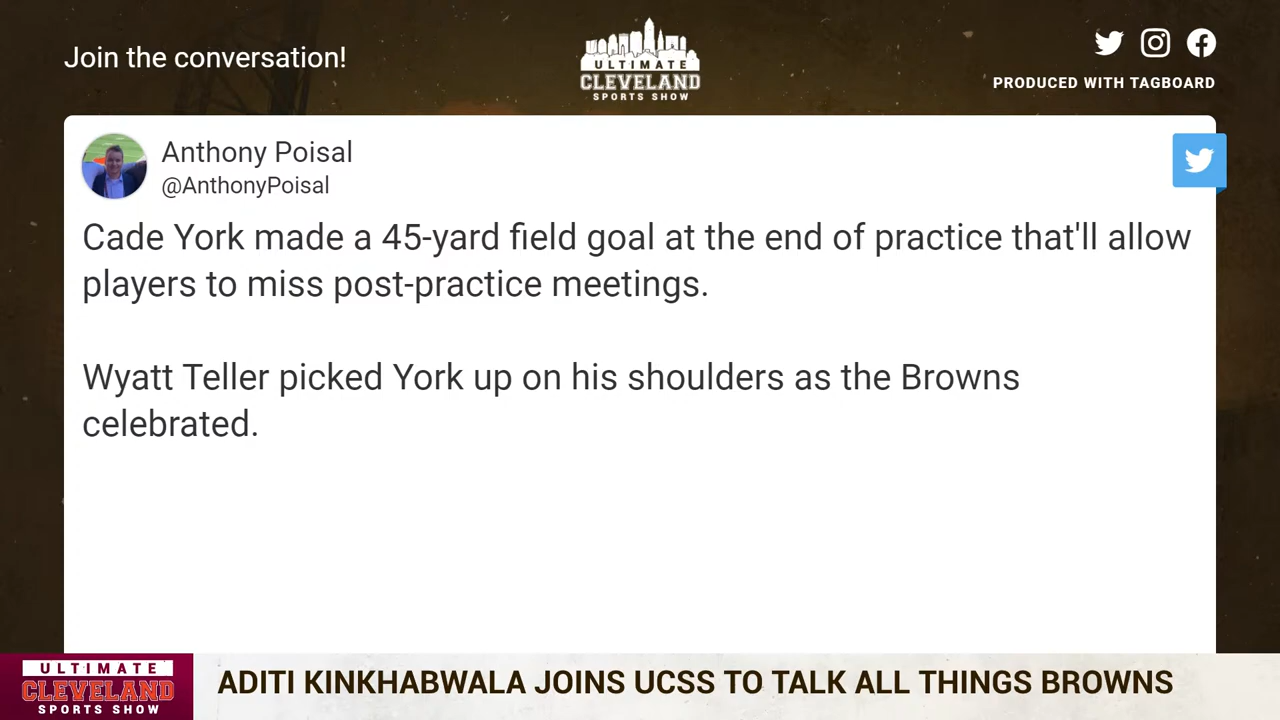 Join the conversation!
ULTIMATE
CLEVELAND
SPORTS SHOW
PRODUCED WITH TAGBOARD
Anthony Poisal
@AnthonyPoisal
Cade York made a 45-yard field goal at the end of practice that'll allow
players to miss post-practice meetings.
Wyatt Teller picked York up on his shoulders as the Browns
celebrated.
ULTIMATE
CLEVELAND
SPORTS SHOW
ADITI KINKHABWALA JOINS UCSS TO TALK ALL THINGS BROWNS